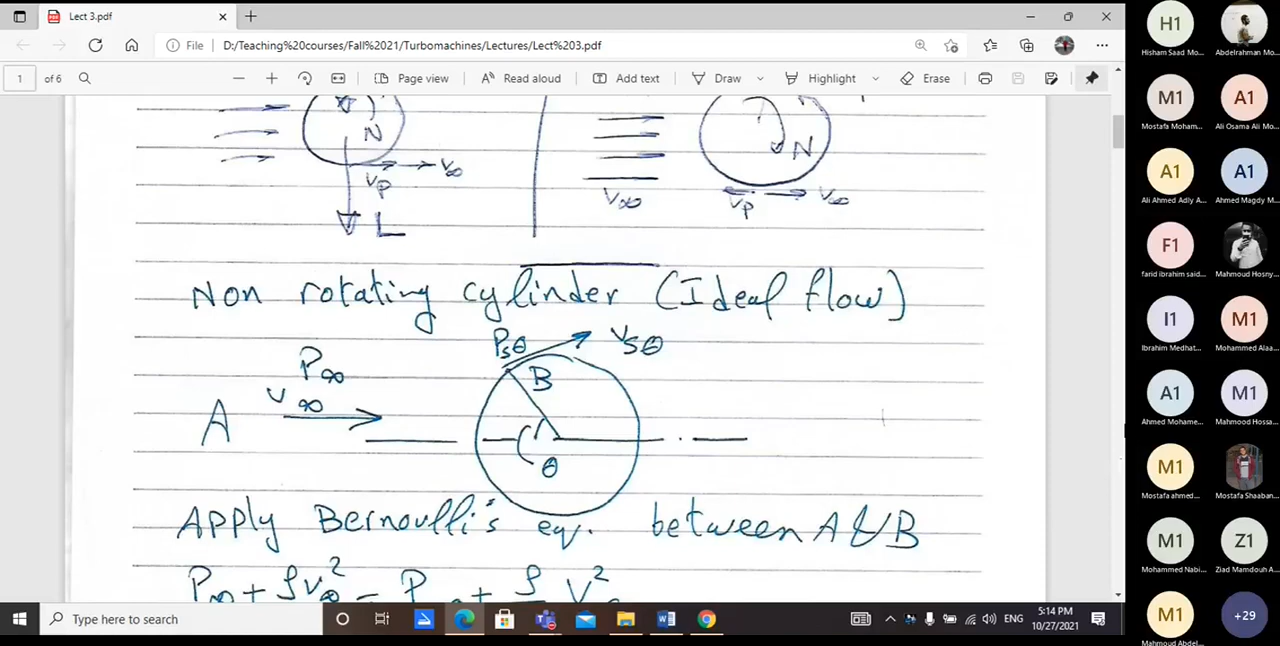 Lect 3.pdf
File D:/Teaching%20courses/Fall%2021/Turbomachines/Lectures/Lect%203.pdf
1 of 6 Page view Read aloud Add text Draw Highlight Erase
N
V∞
Vp
L
N
V∞
Vp V∞
Non rotating cylinder (Ideal flow)
Psθ Vsθ
P∞
B
V∞
A
θ
Apply Bernoulli's eq. between A & B
P∞ + ρV∞²
V²
H1
Hisham Saad Mo...
Abdelrahman Mo...
M1
Mostafa Moham...
A1
Ali Osama Ali Mo...
A1
Ali Ahmed Adly A...
A1
Ahmed Magdy M...
F1
farid ibrahim said...
Mahmoud Hosny...
I1
Ibrahim Medhat...
M1
Mohammed Alaa...
A1
Ahmed Mohame...
M1
Mahmood Hossa...
M1
Mostafa ahmed...
Mostafa Shaaban...
M1
Mohammed Nabi...
Z1
Ziad Mamdouh A...
M1
Mahmoud Abdel...
+29
Type here to search
ENG
5:14 PM
10/27/2021